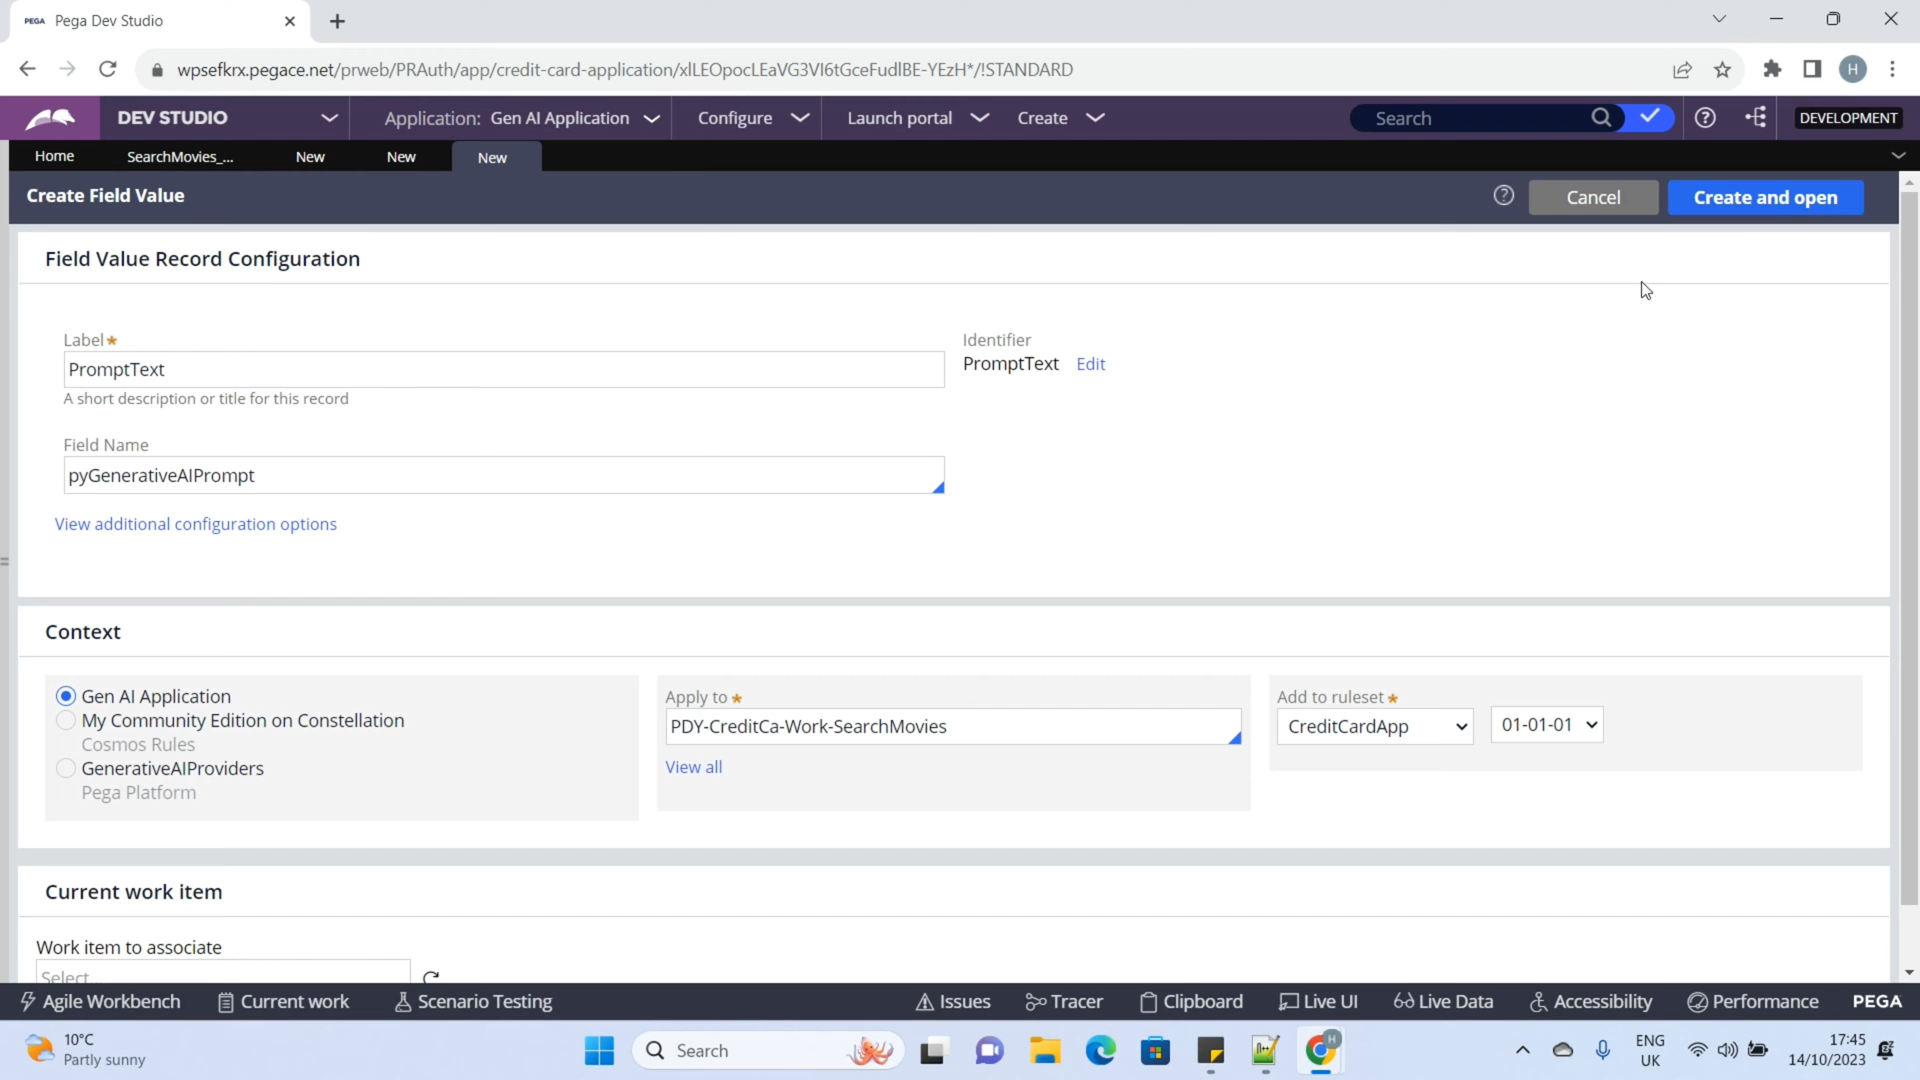 PEGA Pega Dev Studio
wpsefkrx.pegace.net/prweb/PRAuth/app/credit-card-application/xlLEOpocLEaVG3Vl6tGceFudlBE-YEzH*/!STANDARD
H
DEV STUDIO Application: Gen AI Application Configure Launch portal Create Search DEVELOPMENT
Home SearchMovies_... New New New
Create Field Value Cancel Create and open
Field Value Record Configuration
Label* Identifier
PromptText PromptText Edit
A short description or title for this record
Field Name
pyGenerativeAIPrompt
View additional configuration options
Context
Gen AI Application Apply to* Add to ruleset*
My Community Edition on Constellation PDY-CreditCa-Work-SearchMovies CreditCardApp 01-01-01
Cosmos Rules
GenerativeAIProviders View all
Pega Platform
Current work item
Work item to associate
Select
Agile Workbench Current work Scenario Testing Issues Tracer Clipboard Live UI Live Data Accessibility Performance PEGA
10°C Search ENG 17:45
Partly sunny UK 14/10/2023